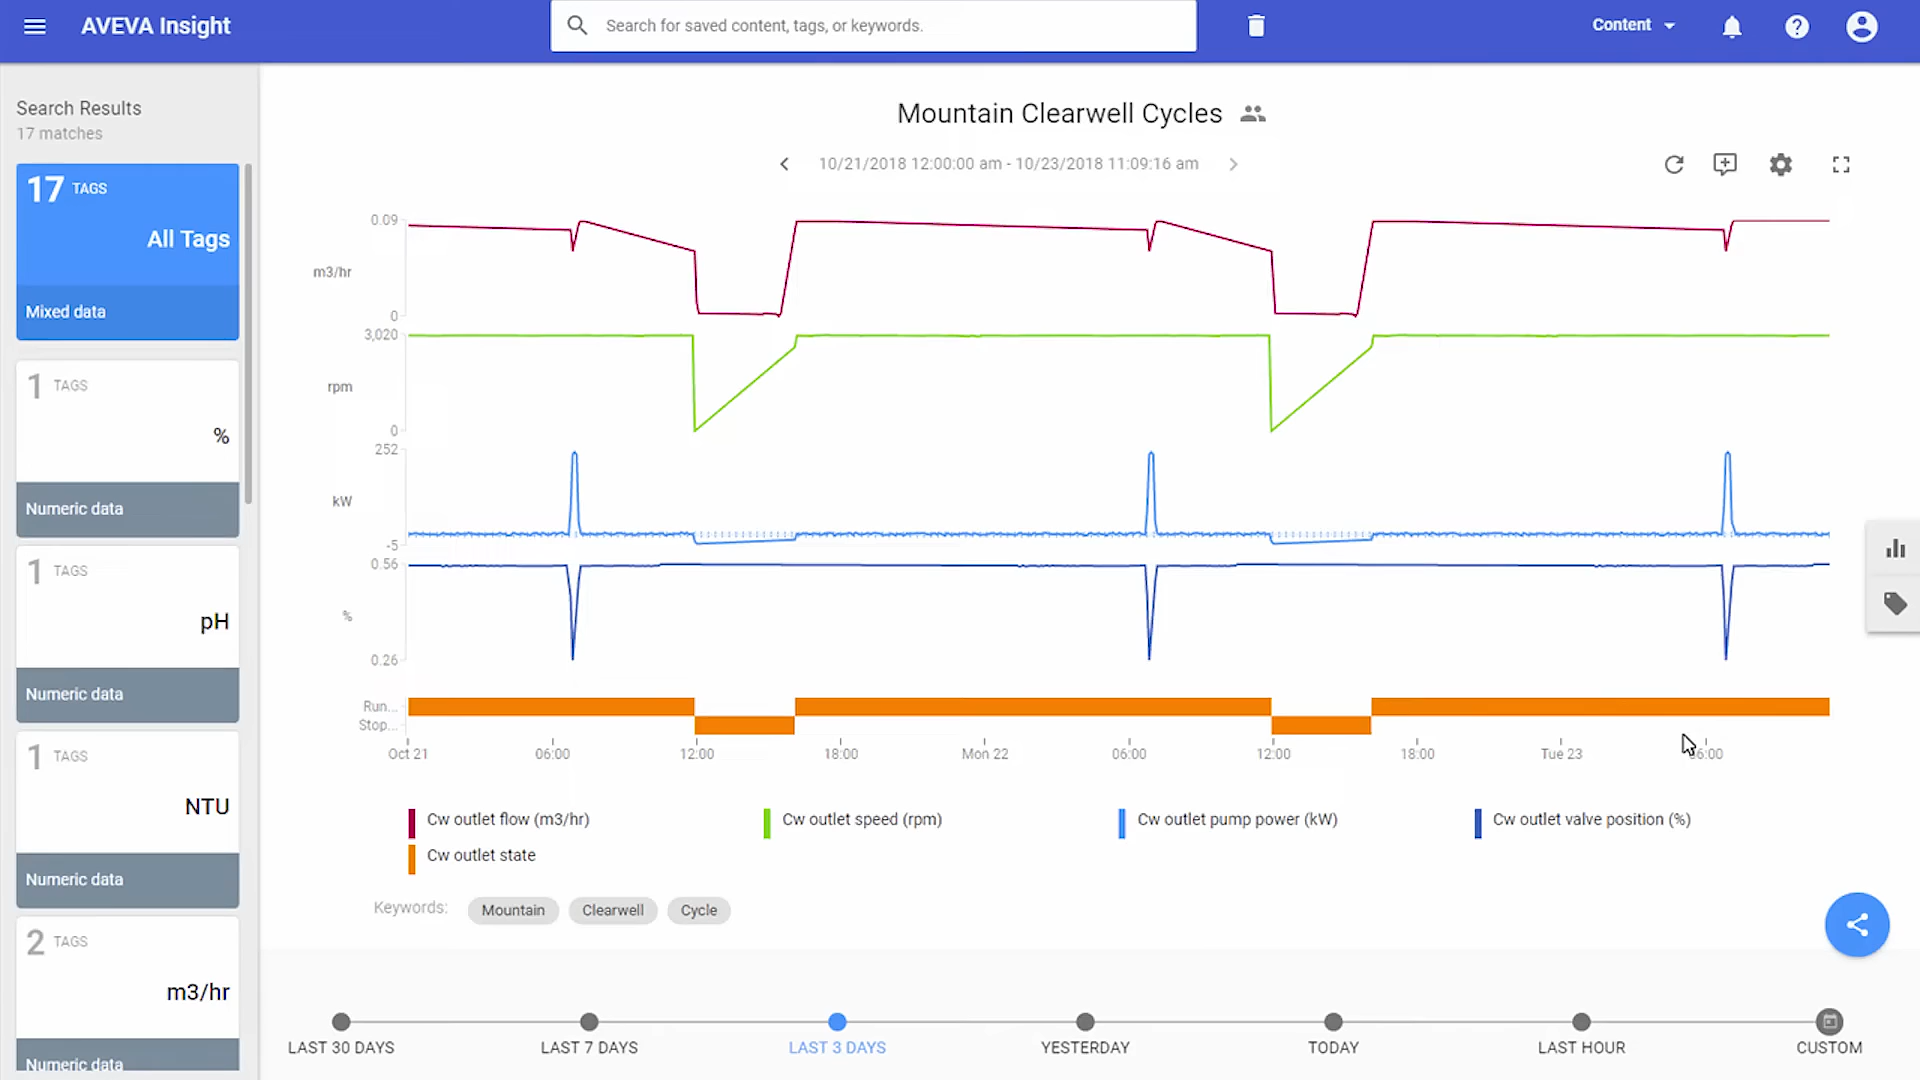 AVEVA Insight
Search for saved content, tags, or keywords.
Content
Search Results
17 matches
17 TAGS
All Tags
Mixed data
1 TAGS
%
Numeric data
1 TAGS
pH
Numeric data
1 TAGS
NTU
Numeric data
2 TAGS
m3/hr
Numeric data
Mountain Clearwell Cycles
10/21/2018 12:00:00 am - 10/23/2018 11:09:16 am
0.09
m3/hr
0
3,020
rpm
0
252
kW
-5
0.56
%
0.26
Run...
Stop...
Oct 21 06:00 12:00 18:00 Mon 22 06:00 12:00 18:00 Tue 23 06:00
Cw outlet flow (m3/hr) Cw outlet speed (rpm) Cw outlet pump power (kW) Cw outlet valve position (%)
Cw outlet state
Keywords: Mountain Clearwell Cycle
LAST 30 DAYS LAST 7 DAYS LAST 3 DAYS YESTERDAY TODAY LAST HOUR CUSTOM